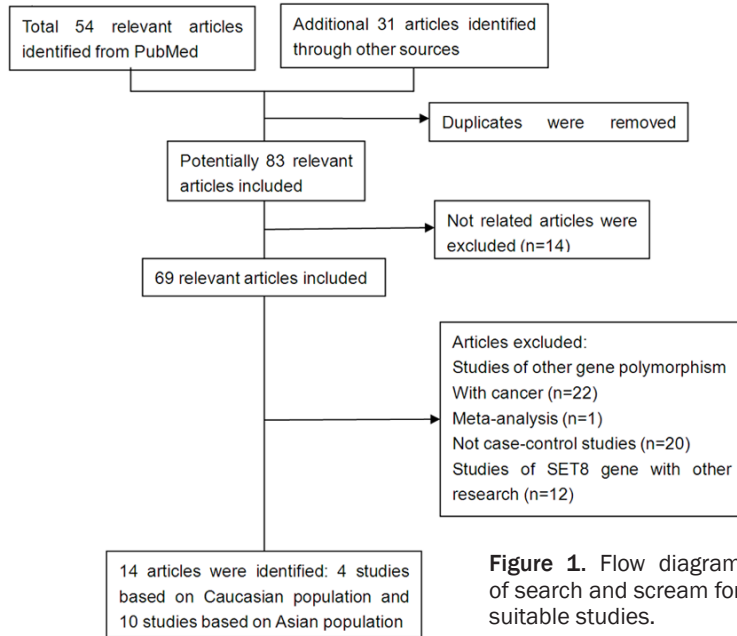 Total 54 relevant articles
identified from PubMed
Additional 31 articles identified
through other sources
Duplicates were removed
Potentially 83 relevant
articles included
Not related articles were
excluded (n=14)
69 relevant articles included
Articles excluded:
Studies of other gene polymorphism
With cancer (n=22)
Meta-analysis (n=1)
Not case-control studies (n=20)
Studies of SET8 gene with other
research (n=12)
14 articles were identified: 4 studies
based on Caucasian population and
10 studies based on Asian population
Figure 1. Flow diagram
of search and scream for
suitable studies.